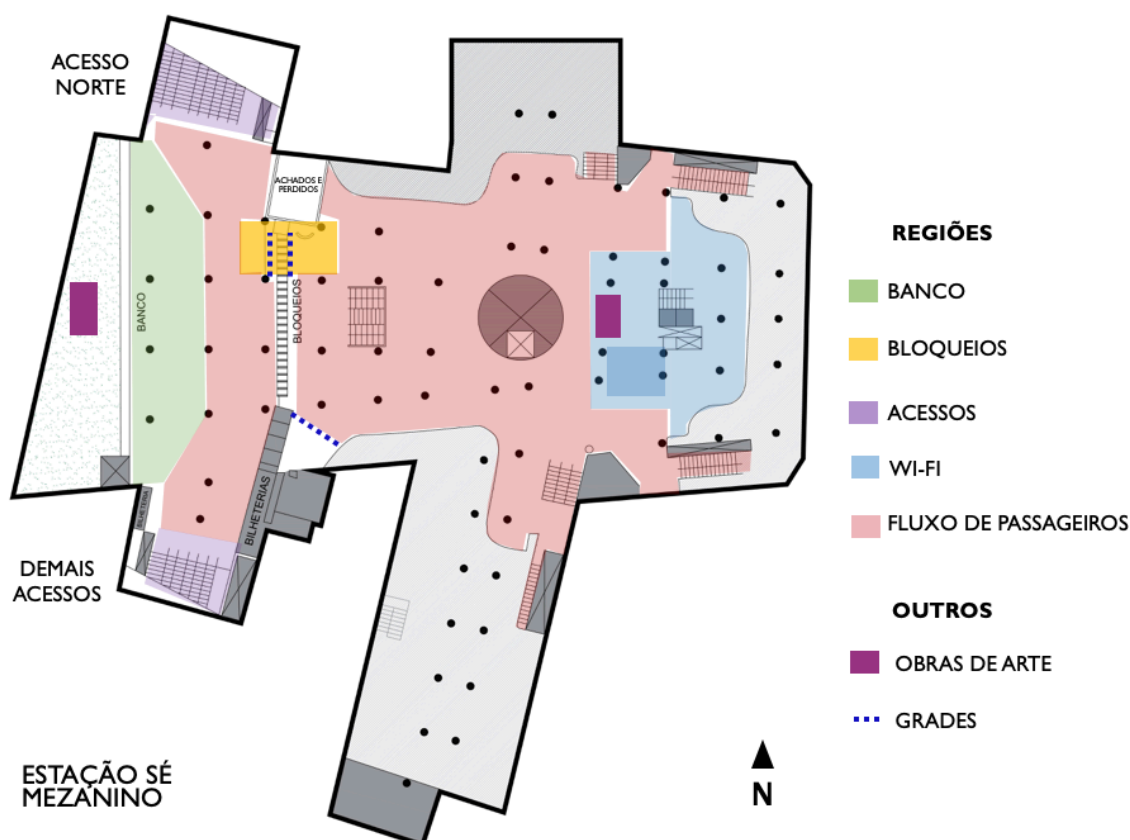 ACESSO
NORTE
ACHADOS E
PERDIDOS
BANCO
BLOQUEIOS
BILHETERIA
BILHETERIAS
DEMAIS
ACESSOS
ESTAÇÃO SÉ
MEZANINO
N
REGIÕES
BANCO
BLOQUEIOS
ACESSOS
WI-FI
FLUXO DE PASSAGEIROS
OUTROS
OBRAS DE ARTE
GRADES